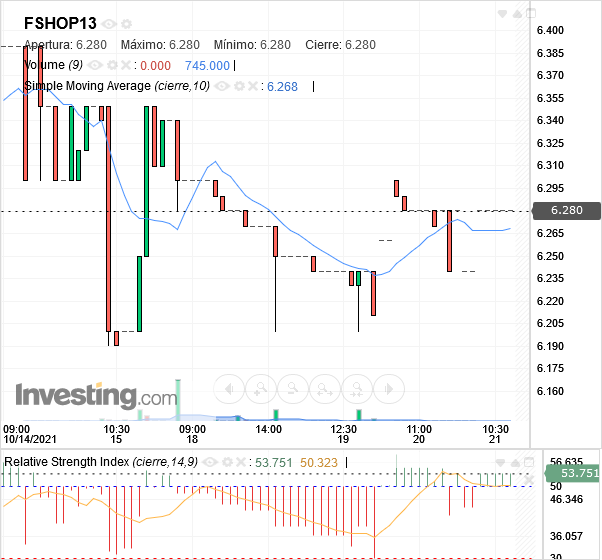 FSHOP13
Apertura: 6.280 Máximo: 6.280 Mínimo: 6.280 Cierre: 6.280
Volume (9) : 0.000 745.000
Simple Moving Average (cierre,10) : 6.268
6.400
6.385
6.370
6.355
6.340
6.325
6.310
6.295
6.280
6.265
6.250
6.235
6.220
6.205
6.190
6.175
6.160
Investing.com
09:00 10:30 09:00 14:00 12:30 11:00 10:30
10/14/2021 15 18 19 20 21
Relative Strength Index (cierre,14,9) : 53.751 50.323
56.635
53.751
50
46.346
36.057
30